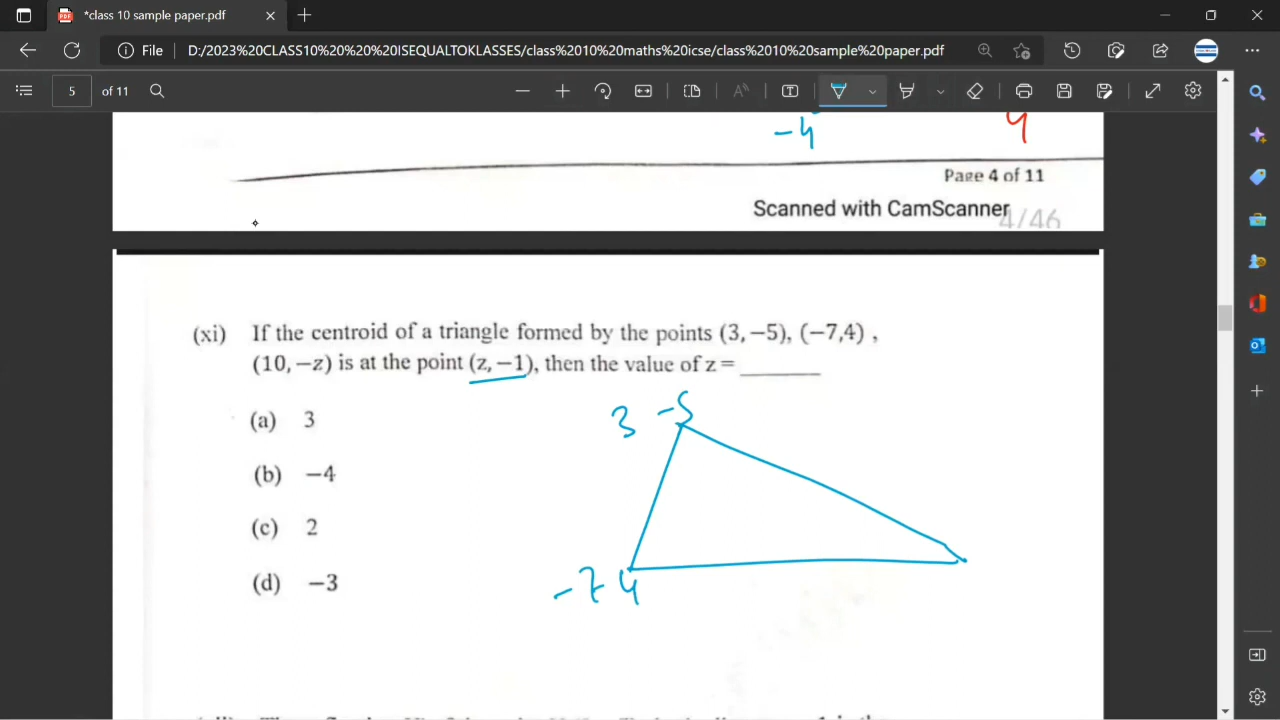 *class 10 sample paper.pdf
File
D:/2023%20CLASS10%20%20%20ISEQUALTOKLASSES/class%2010%20maths%20icse/class%2010%20sample%20paper.pdf
5 of 11
-4 4
Page 4 of 11
Scanned with CamScanner
4/46
(xi) If the centroid of a triangle formed by the points (3, −5), (−7,4) ,
(10, −z) is at the point (z, −1), then the value of z = ________
(a) 3
(b) −4
(c) 2
(d) −3
3 -5
-7 4